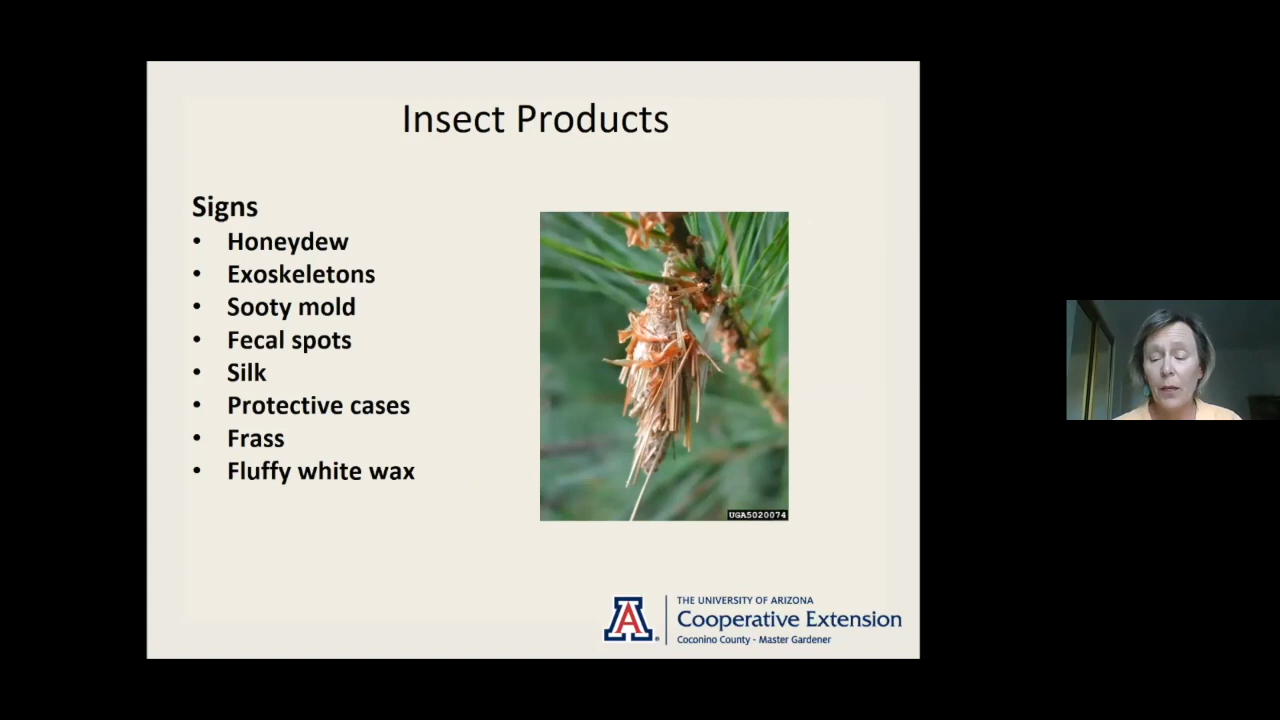 Insect Products
Signs
• Honeydew
• Exoskeletons
• Sooty mold
• Fecal spots
• Silk
• Protective cases
• Frass
• Fluffy white wax
UGA5020074
A
THE UNIVERSITY OF ARIZONA
Cooperative Extension
Coconino County - Master Gardener